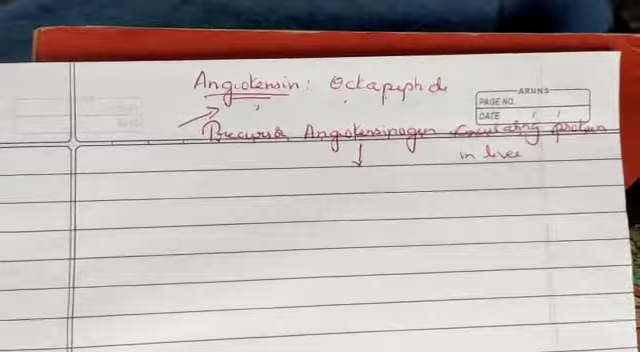 Angiotensin: Octapeptide
ARUNS
PAGE NO.
DATE / /
Precursor Angiotensinogen Circulating protein
in liver